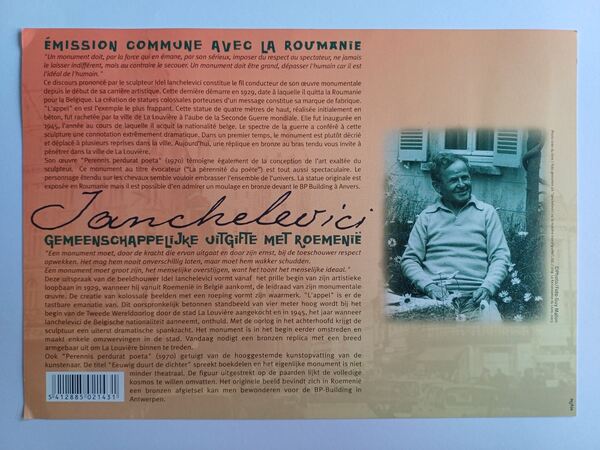 ÉMISSION COMMUNE AVEC LA ROUMANIE
"Un monument doit, par la force qui en émane, par son sérieux, imposer du respect du spectateur, ne jamais
le laisser indifférent, mais au contraire le secouer. Un monument doit être grand, dépasser l'humain car il est
l'idéal de l'humain."
Ce discours prononcé par le sculpteur Idel Ianchelevici constitue le fil conducteur de son œuvre monumentale
depuis le début de sa carrière artistique. Cette dernière démarre en 1929, date à laquelle il quitta la Roumanie
pour la Belgique. La création de statues colossales porteuses d'un message constitue sa marque de fabrique.
"L'appel" en est l'exemple le plus frappant. Cette statue de quatre mètres de haut, réalisée initialement en
béton, fut rachetée par la ville de La Louvière à l'aube de la Seconde Guerre mondiale. Elle fut inaugurée en
1945, l'année au cours de laquelle il acquit la nationalité belge. Le spectre de la guerre a conféré à cette
sculpture une connotation extrêmement dramatique. Dans un premier temps, le monument est plutôt décrié
et déplacé à plusieurs reprises dans la ville. Aujourd'hui, une réplique en bronze au bras tendu vous invite à
pénétrer dans la ville de La Louvière.
Son œuvre "Perennis perdurat poeta" (1970) témoigne également de la conception de l'art exaltée du
sculpteur. Ce monument au titre évocateur ("La pérennité du poète") est tout aussi spectaculaire. Le
personnage étendu sur les chevaux semble vouloir embrasser l'ensemble de l'univers. La statue originale est
exposée en Roumanie mais il est possible d'en admirer un moulage en bronze devant le BP Building à Anvers.
Ianchelevici
GEMEENSCHAPPELIJKE UITGIFTE MET ROEMENIË
"Een monument moet, door de kracht die ervan uitgaat en door zijn ernst, bij de toeschouwer respect
opwekken. Het mag hem nooit onverschillig laten, maar moet hem wakker schudden.
Een monument moet groot zijn, het menselijke overstijgen, want het toont het menselijke ideaal."
Deze uitspraak van de beeldhouwer Idel Ianchelevici vormt vanaf het prille begin van zijn artistieke
loopbaan in 1929, wanneer hij vanuit Roemenië in België aankomt, de leidraad van zijn monumentale
œuvre. De creatie van kolossale beelden met een roeping vormt zijn waarmerk. "L'appel" is er de
tastbare emanatie van. Dit oorspronkelijk betonnen standbeeld van vier meter hoog wordt bij het
begin van de Tweede Wereldoorlog door de stad La Louvière aangekocht en in 1945, het jaar waarin
Ianchelevici de Belgische nationaliteit aanneemt, onthuld. Met de oorlog in het achterhoofd krijgt de
sculptuur een uiterst dramatische spankracht. Het monument is in het begin eerder omstreden en
maakt enkele omzwervingen in de stad. Vandaag nodigt een bronzen replica met een breed
armgebaar uit om La Louvière binnen te treden.
Ook "Perennis perdurat poeta" (1970) getuigt van de hooggestemde kunstopvatting van de
kunstenaar. De titel "Eeuwig duurt de dichter" spreekt boekdelen en het eigenlijke monument is niet
minder theatraal. De figuur uitgestrekt op de paarden lijkt de volledige
kosmos te willen omvatten. Het originele beeld bevindt zich in Roemenië
een bronzen afgietsel kan men bewonderen voor de BP-Building in
Antwerpen.
5 412885 021431